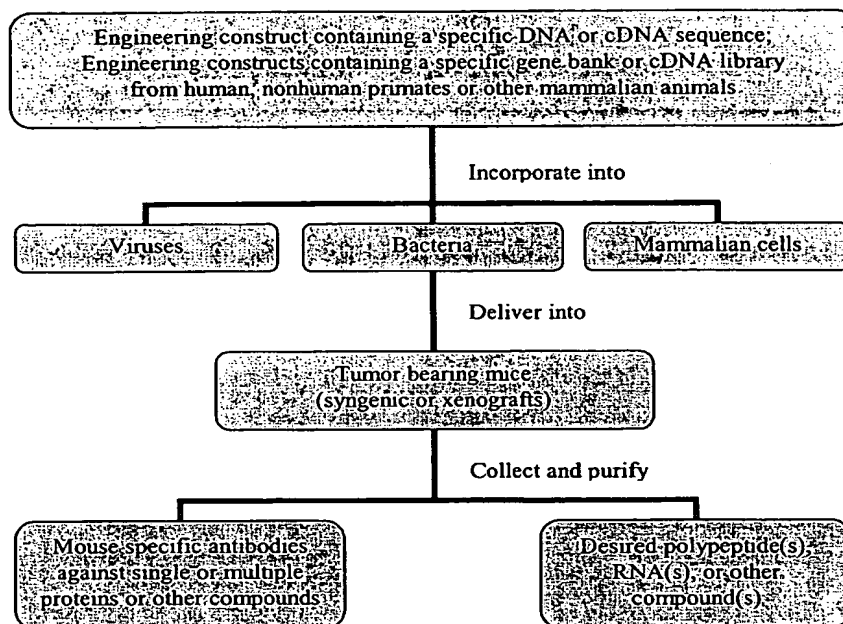 Engineering construct containing a specific DNA or cDNA sequence;
Engineering constructs containing a specific gene bank or cDNA library
from human, nonhuman primates or other mammalian animals
Incorporate into
Viruses
Bacteria
Mammalian cells
Deliver into
Tumor bearing mice
(syngenic or xenografts)
Collect and purify
Mouse specific antibodies
against single or multiple
proteins or other compounds
Desired polypeptide(s),
RNA(s), or other
compound(s)